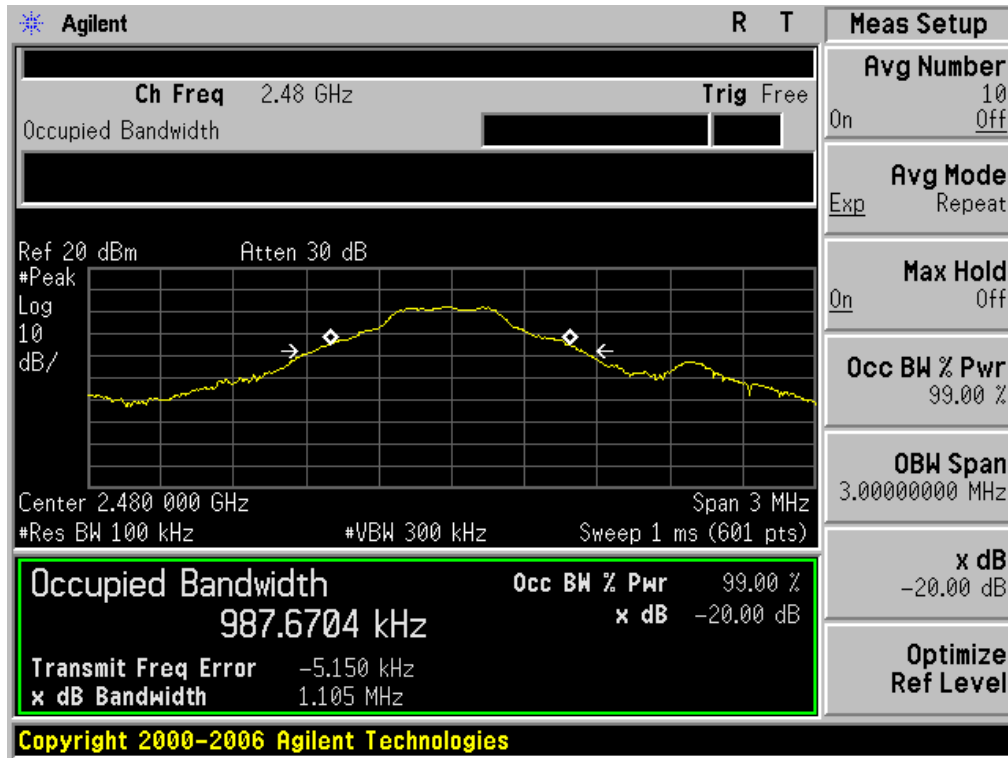 Agilent R T
Ch Freq 2.48 GHz Trig Free
Occupied Bandwidth
Ref 20 dBm Atten 30 dB
#Peak
Log
10
dB/
Center 2.480 000 GHz Span 3 MHz
#Res BW 100 kHz #VBW 300 kHz Sweep 1 ms (601 pts)
Occupied Bandwidth
987.6704 kHz
Occ BW % Pwr 99.00 %
x dB -20.00 dB
Transmit Freq Error -5.150 kHz
x dB Bandwidth 1.105 MHz
Copyright 2000-2006 Agilent Technologies
Meas Setup
Avg Number
10
On Off
Avg Mode
Exp Repeat
Max Hold
On Off
Occ BW % Pwr
99.00 %
OBW Span
3.00000000 MHz
x dB
-20.00 dB
Optimize
Ref Level